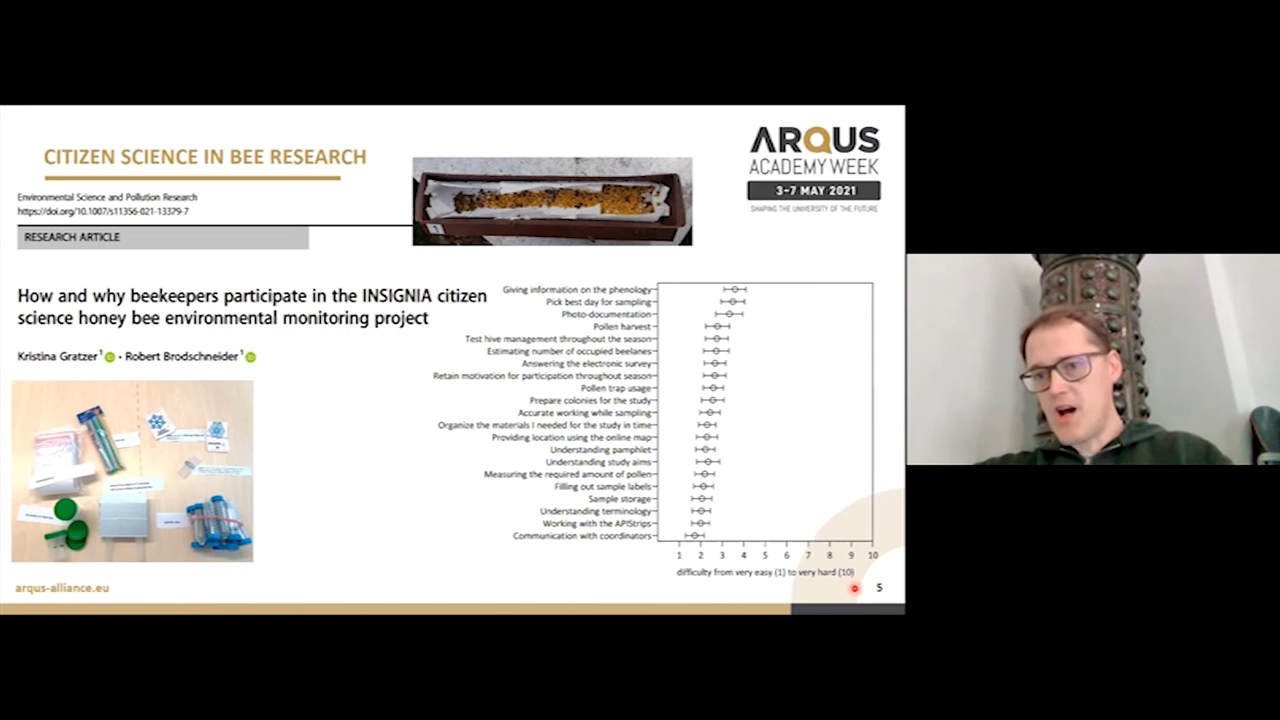 CITIZEN SCIENCE IN BEE RESEARCH
ARQUS
ACADEMY WEEK
3-7 MAY 2021
SHAPING THE UNIVERSITY OF THE FUTURE
Environmental Science and Pollution Research
https://doi.org/10.1007/s11356-021-13379-7
RESEARCH ARTICLE
1
How and why beekeepers participate in the INSIGNIA citizen
science honey bee environmental monitoring project
Kristina Gratzer1 · Robert Brodschneider1
Giving information on the phenology
Pick best day for sampling
Photo-documentation
Pollen harvest
Test hive management throughout the season
Estimating number of occupied beelanes
Answering the electronic survey
Retain motivation for participation throughout season
Pollen trap usage
Prepare colonies for the study
Accurate working while sampling
Organize the materials I needed for the study in time
Providing location using the online map
Understanding pamphlet
Understanding study aims
Measuring the required amount of pollen
Filling out sample labels
Sample storage
Understanding terminology
Working with the APIStrips
Communication with coordinators
1 2 3 4 5 6 7 8 9 10
difficulty from very easy (1) to very hard (10)
arqus-alliance.eu
5